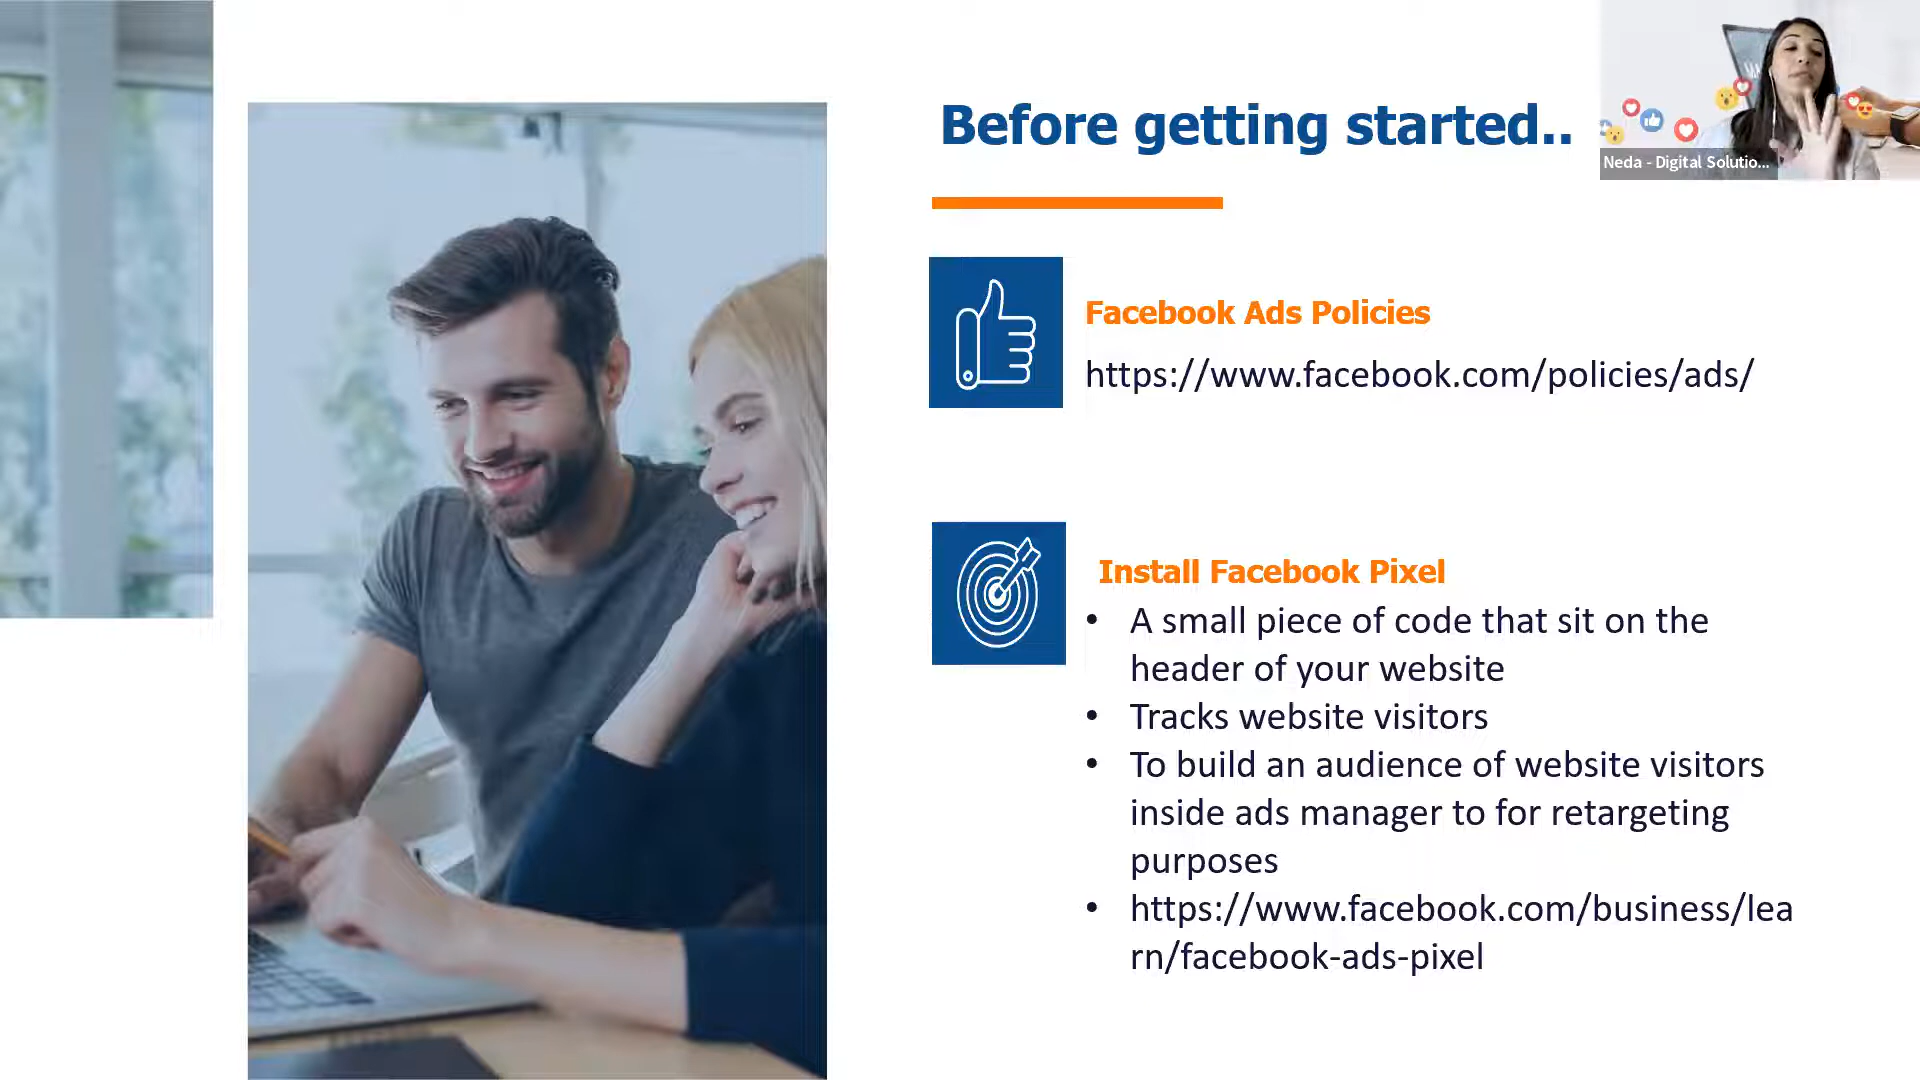 Before getting started..
Neda - Digital Solutio...
Facebook Ads Policies
https://www.facebook.com/policies/ads/
Install Facebook Pixel
• A small piece of code that sit on the
header of your website
• Tracks website visitors
• To build an audience of website visitors
inside ads manager to for retargeting
purposes
• https://www.facebook.com/business/lea
rn/facebook-ads-pixel